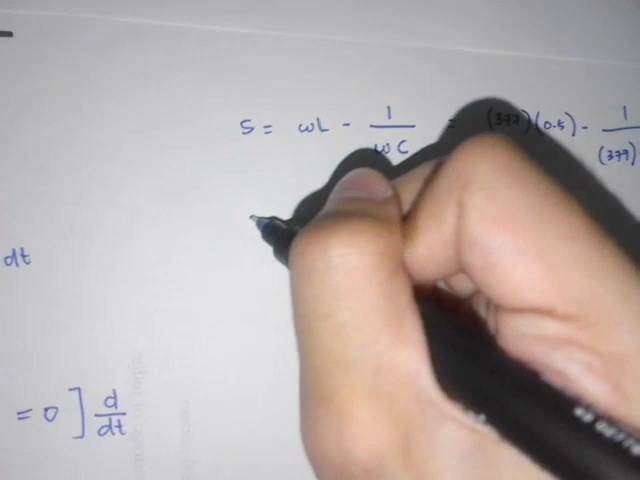 S = ωL - 1/ωC = (377)(0.5) - 1/(377)
dt
= 0 ] d/dt